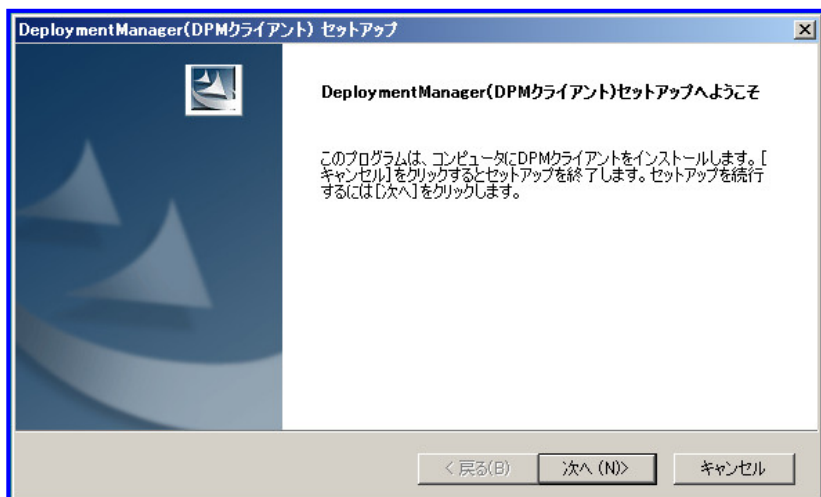 DeploymentManager(DPMクライアント) セットアップ
DeploymentManager(DPMクライアント)セットアップへようこそ
このプログラムは、コンピュータにDPMクライアントをインストールします。[
キャンセル]をクリックするとセットアップを終了します。セットアップを続行
するには[次へ]をクリックします。
< 戻る(B)
次へ (N)>
キャンセル